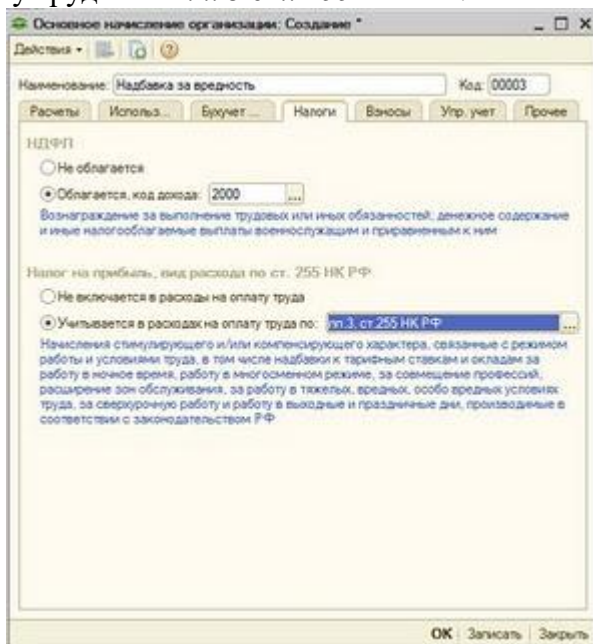 Основное начисление организации: Создание *
Действия
Наименование: Надбавка за вредность Код: 00003
Расчеты Использ... Бухучет ... Налоги Взносы Упр. учет Прочее
НДФЛ
Не облагается
Облагается, код дохода: 2000 ...
Вознаграждение за выполнение трудовых или иных обязанностей; денежное содержание
и иные налогооблагаемые выплаты военнослужащим и приравненным к ним
Налог на прибыль, вид расхода по ст. 255 НК РФ
Не включается в расходы на оплату труда
Учитывается в расходах на оплату труда по: пп.3, ст.255 НК РФ ...
Начисления стимулирующего и/или компенсирующего характера, связанные с режимом
работы и условиями труда, в том числе надбавки к тарифным ставкам и окладам за
работу в ночное время, работу в многосменном режиме, за совмещение профессий,
расширение зон обслуживания, за работу в тяжелых, вредных, особо вредных условиях
труда, за сверхурочную работу и работу в выходные и праздничные дни, производимые в
соответствии с законодательством РФ
OK Записать Закрыть